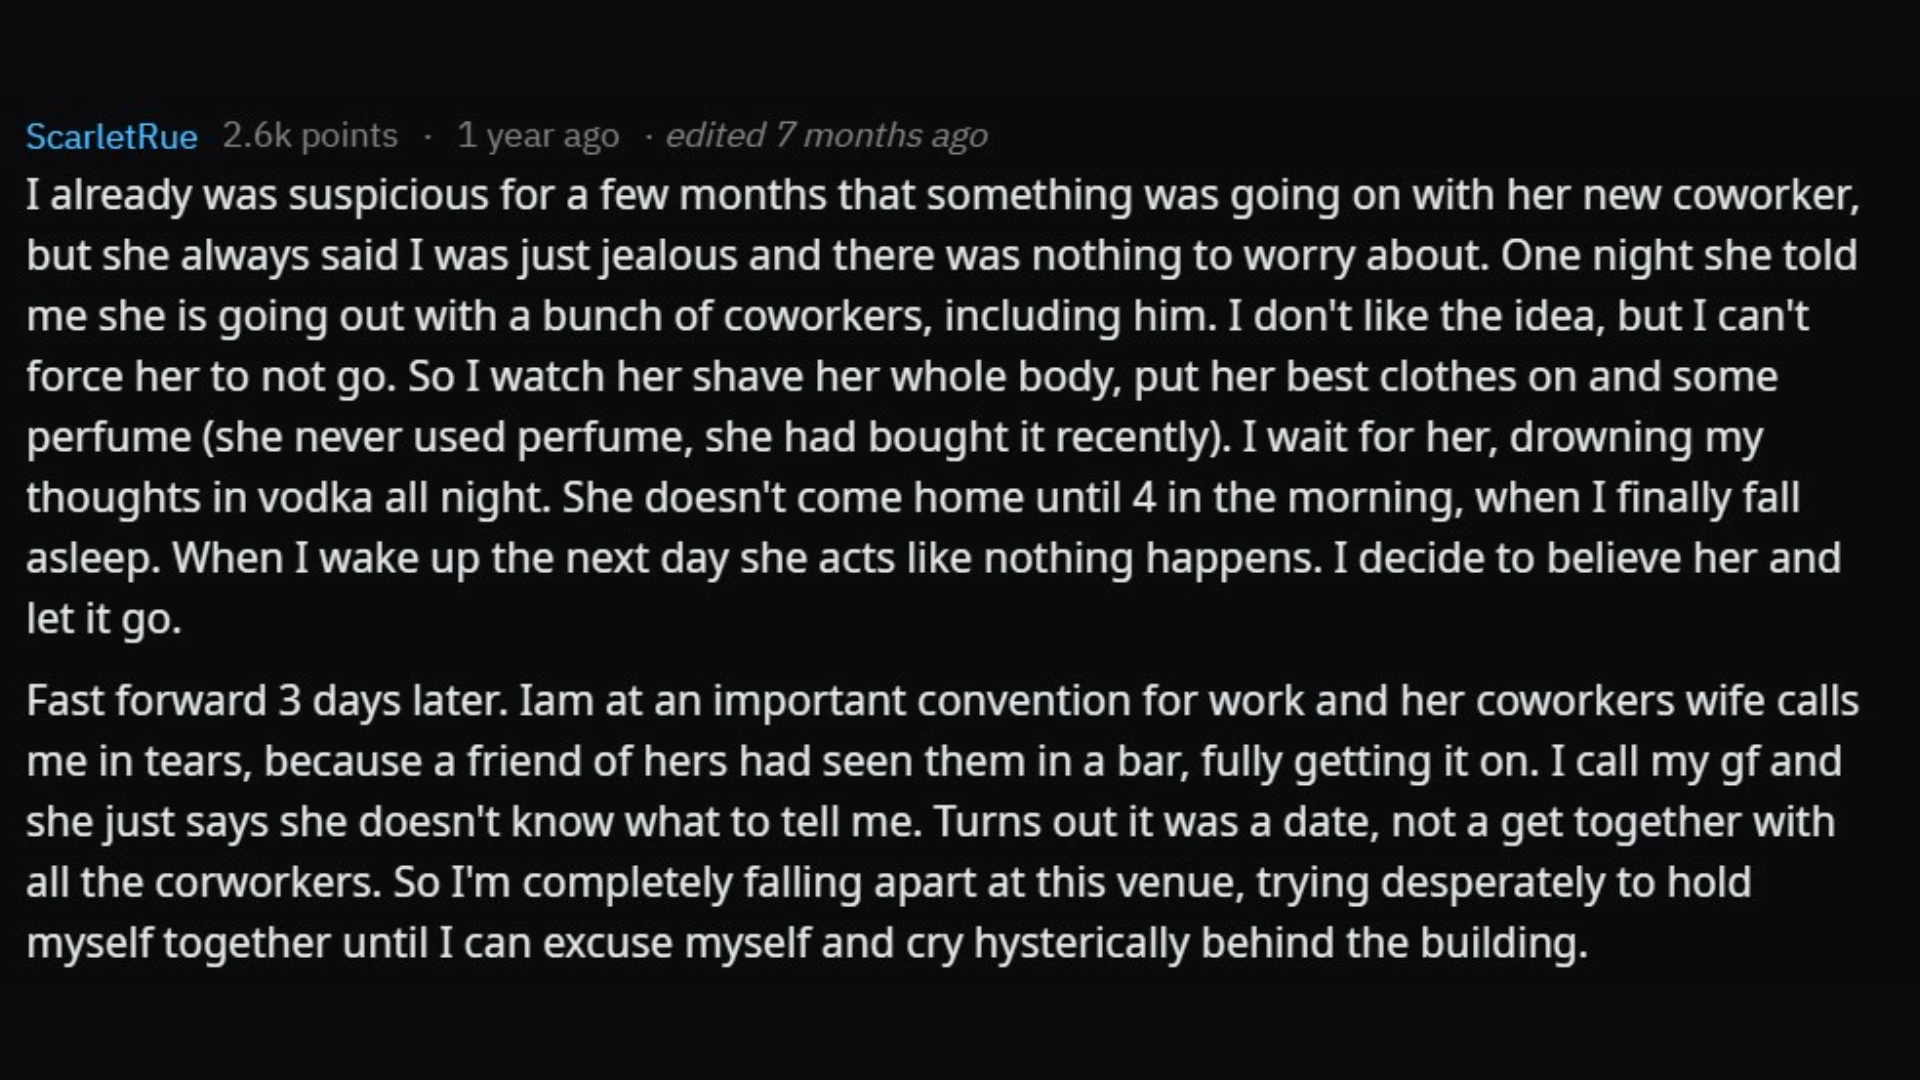 ScarletRue 2.6k points · 1 year ago · edited 7 months ago
I already was suspicious for a few months that something was going on with her new coworker,
but she always said I was just jealous and there was nothing to worry about. One night she told
me she is going out with a bunch of coworkers, including him. I don't like the idea, but I can't
force her to not go. So I watch her shave her whole body, put her best clothes on and some
perfume (she never used perfume, she had bought it recently). I wait for her, drowning my
thoughts in vodka all night. She doesn't come home until 4 in the morning, when I finally fall
asleep. When I wake up the next day she acts like nothing happens. I decide to believe her and
let it go.
Fast forward 3 days later. Iam at an important convention for work and her coworkers wife calls
me in tears, because a friend of hers had seen them in a bar, fully getting it on. I call my gf and
she just says she doesn't know what to tell me. Turns out it was a date, not a get together with
all the corworkers. So I'm completely falling apart at this venue, trying desperately to hold
myself together until I can excuse myself and cry hysterically behind the building.